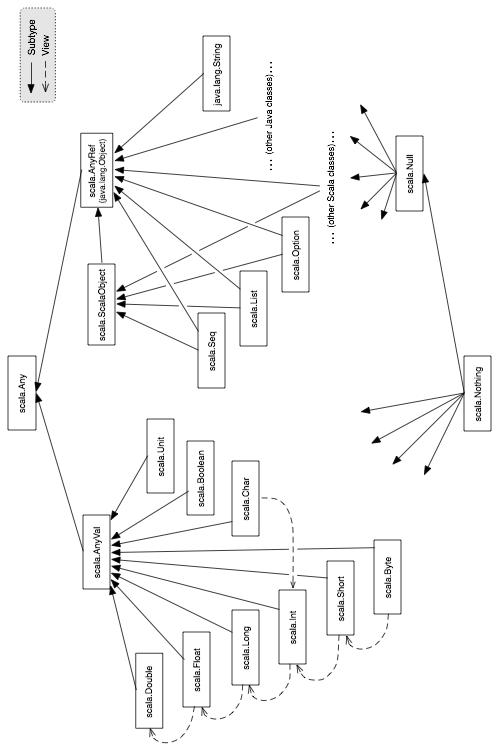 Subtype
View
scala.Any
scala.AnyVal
scala.AnyRef
(java.lang.Object)
scala.ScalaObject
scala.Double
scala.Float
scala.Long
scala.Int
scala.Short
scala.Byte
scala.Char
scala.Boolean
scala.Unit
scala.Seq
scala.List
scala.Option
... (other Scala classes)...
... (other Java classes)...
java.lang.String
scala.Null
scala.Nothing